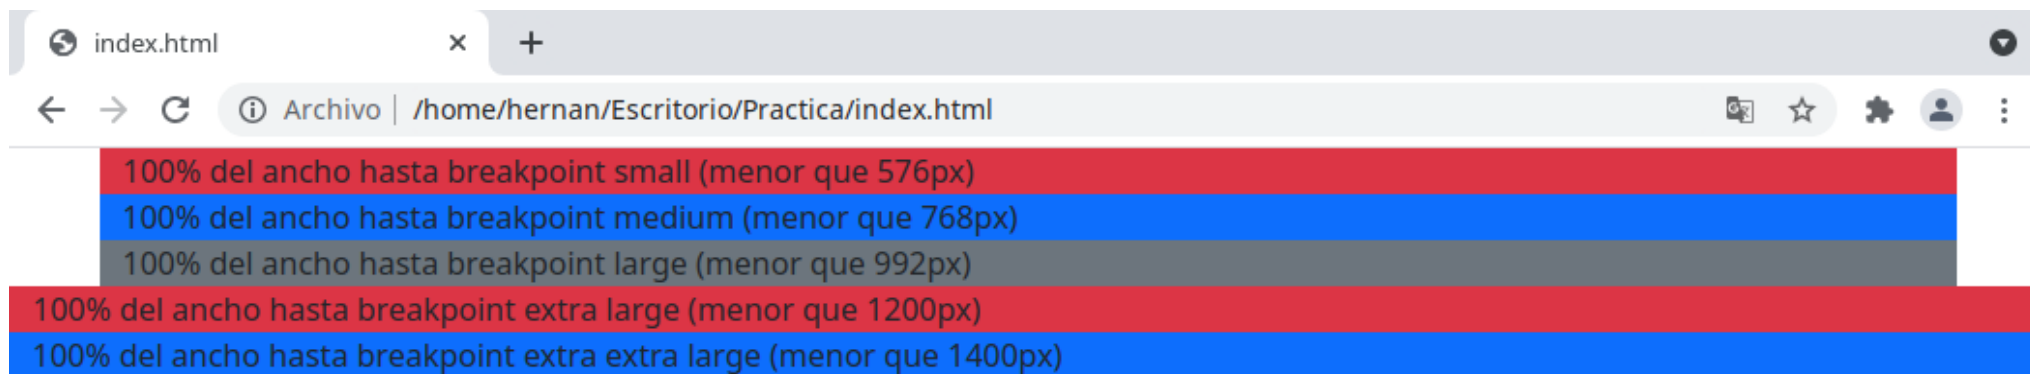 index.html
Archivo /home/hernan/Escritorio/Practica/index.html
100% del ancho hasta breakpoint small (menor que 576px)
100% del ancho hasta breakpoint medium (menor que 768px)
100% del ancho hasta breakpoint large (menor que 992px)
100% del ancho hasta breakpoint extra large (menor que 1200px)
100% del ancho hasta breakpoint extra extra large (menor que 1400px)